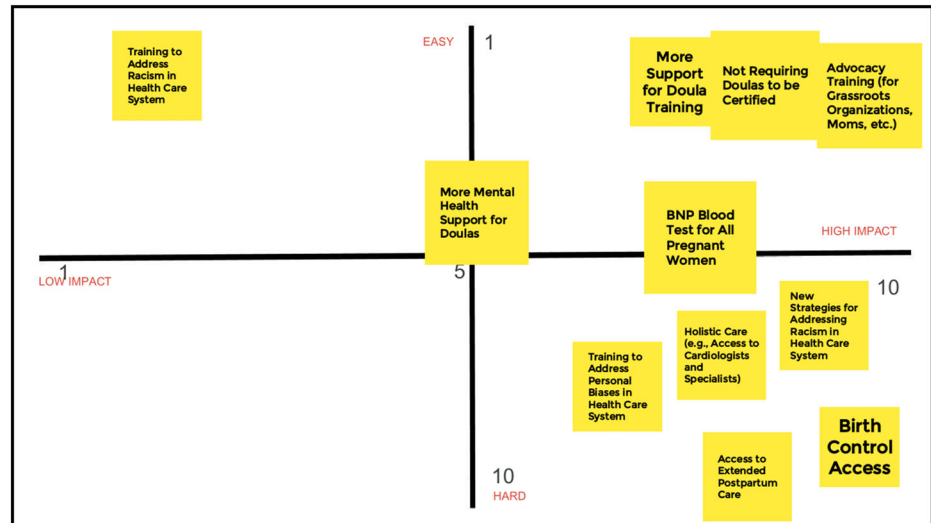 Training to
Address
Racism in
Health Care
System
EASY
1
More
Support
for Doula
Training
Not Requiring
Doulas to be
Certified
Advocacy
Training (for
Grassroots
Organizations,
Moms, etc.)
More Mental
Health
Support for
Doulas
BNP Blood
Test for All
Pregnant
Women
HIGH IMPACT
1
LOW IMPACT
5
10
New
Strategies for
Addressing
Racism in
Health Care
System
Holistic Care
(e.g., Access to
Cardiologists
and
Specialists)
Training to
Address
Personal
Biases in
Health Care
System
Birth
Control
Access
Access to
Extended
Postpartum
Care
10
HARD